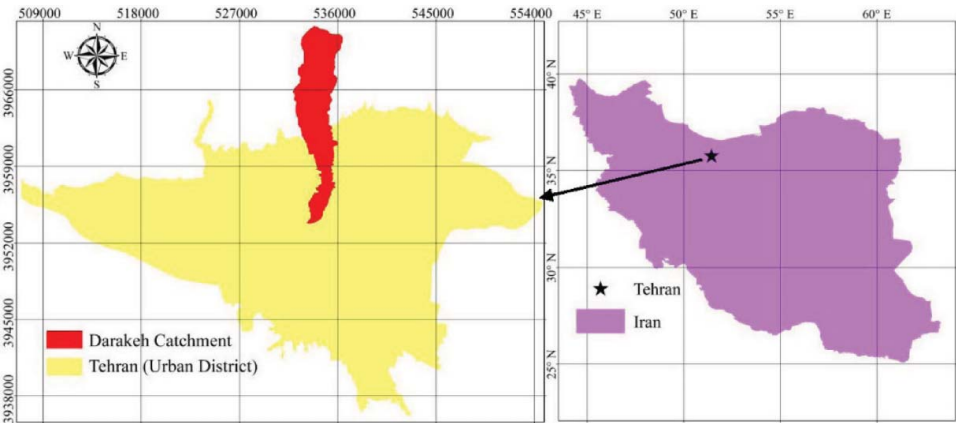 509000 518000 527000 536000 545000 554000
N
W E
S
3966000
3959000
3952000
3945000
3938000
Darakeh Catchment
Tehran (Urban District)
45° E 50° E 55° E 60° E
40° N
35° N
30° N
25° N
Tehran
Iran